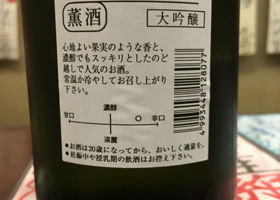 薫酒
大吟醸
心地よい果実のような香と、
濃醇でもスッキリとしたのど
越しで人気のお酒。
常温か冷やしてお召し上がり
下さい。
濃醇
甘口
辛口
淡麗
4993448128077
●お酒は20歳になってから、おいしく適量を。
●妊娠中や授乳期の飲酒はお控え下さい。